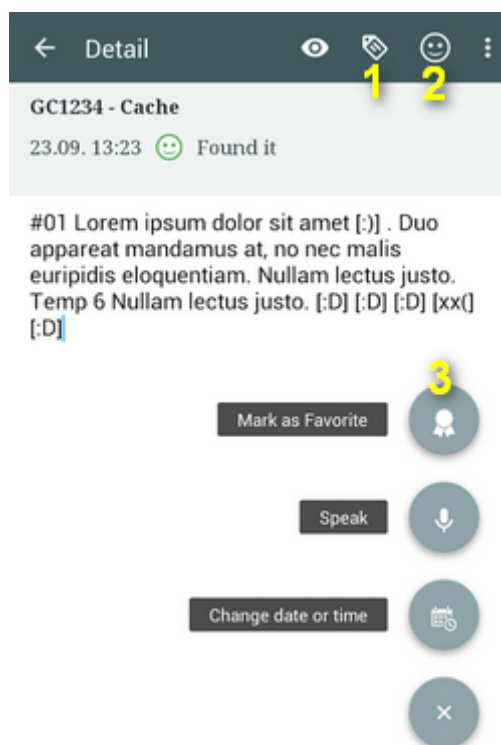 Detail
1
2
GC1234 - Cache
23.09. 13:23 Found it
#01 Lorem ipsum dolor sit amet [:)] . Duo
appareat mandamus at, no nec malis
euripidis eloquentiam. Nullam lectus justo.
Temp 6 Nullam lectus justo. [:D] [:D] [:D] [xx(]
[:D]
3
Mark as Favorite
Speak
Change date or time